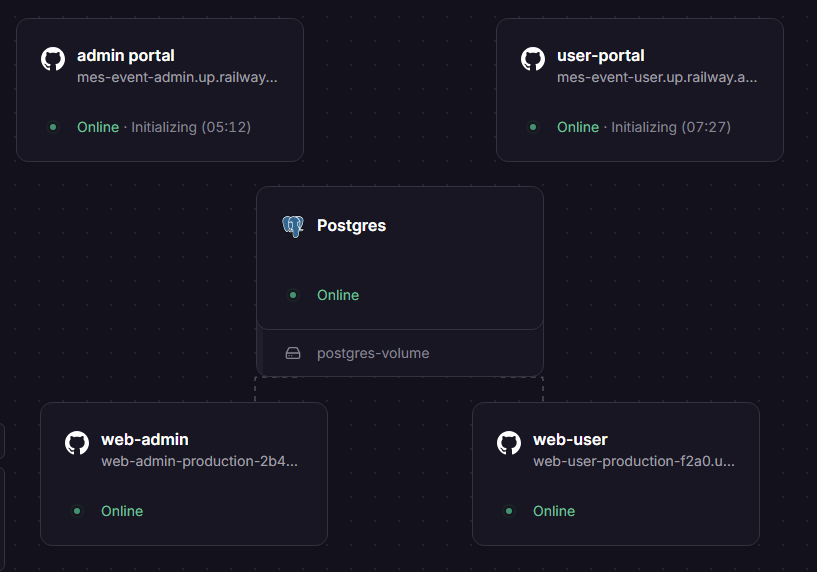 admin portal
mes-event-admin.up.railway...
Online · Initializing (05:12)
user-portal
mes-event-user.up.railway.a...
Online · Initializing (07:27)
Postgres
Online
postgres-volume
web-admin
web-admin-production-2b4...
Online
web-user
web-user-production-f2a0.u...
Online